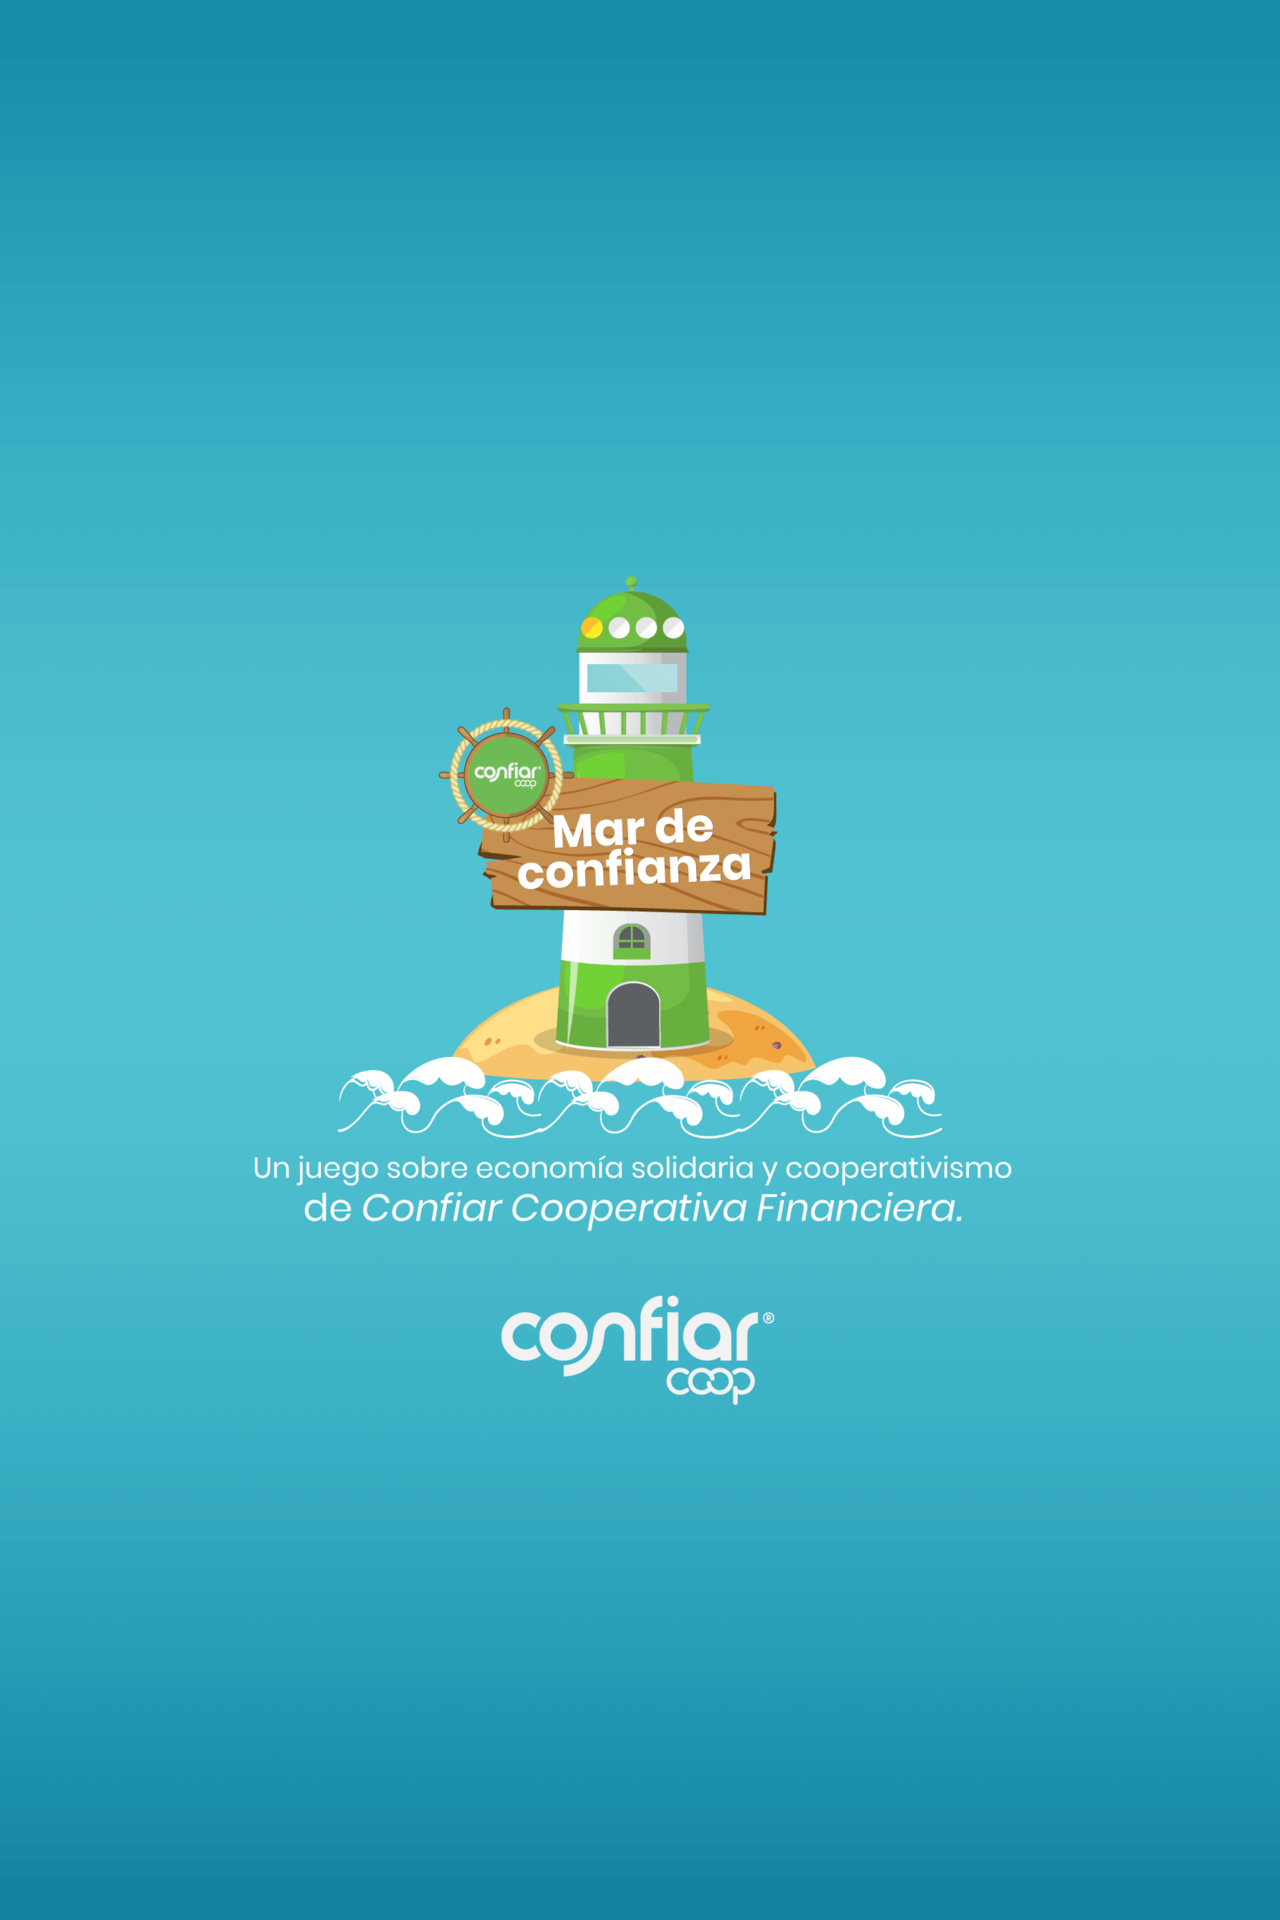 confiar
coop
Mar de
confianza
Un juego sobre economía solidaria y cooperativismo
de Confiar Cooperativa Financiera.
confiar®
coop